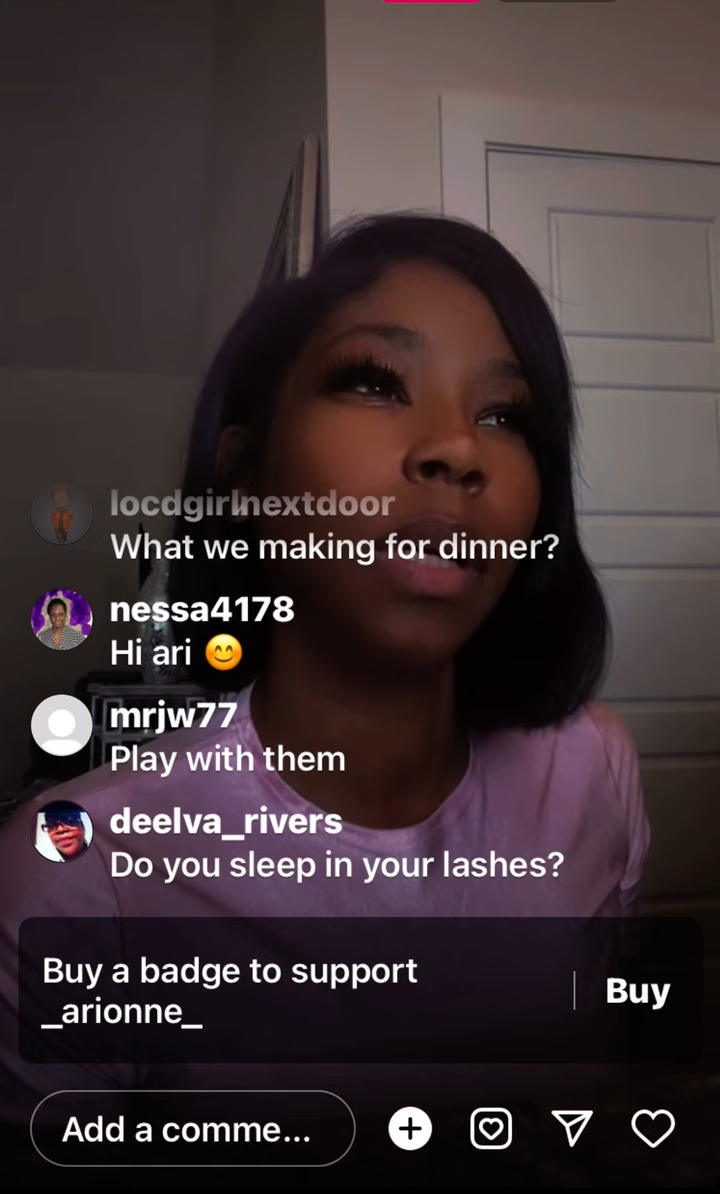 locdgirlnextdoor
What we making for dinner?
nessa4178
Hi ari 😊
mrjw77
Play with them
deelva_rivers
Do you sleep in your lashes?
Buy a badge to support
_arionne_
Buy
Add a comme...